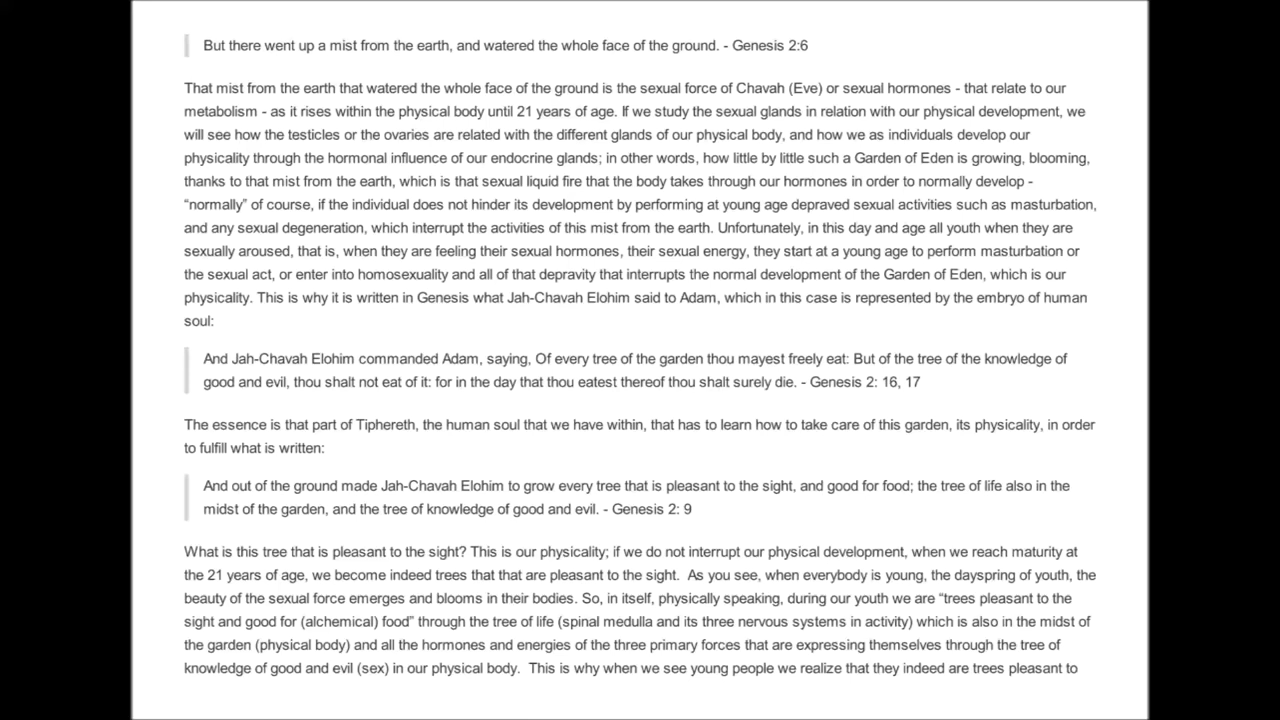 But there went up a mist from the earth, and watered the whole face of the ground. - Genesis 2:6
That mist from the earth that watered the whole face of the ground is the sexual force of Chavah (Eve) or sexual hormones - that relate to our
metabolism - as it rises within the physical body until 21 years of age. If we study the sexual glands in relation with our physical development, we
will see how the testicles or the ovaries are related with the different glands of our physical body, and how we as individuals develop our
physicality through the hormonal influence of our endocrine glands; in other words, how little by little such a Garden of Eden is growing, blooming,
thanks to that mist from the earth, which is that sexual liquid fire that the body takes through our hormones in order to normally develop -
“normally” of course, if the individual does not hinder its development by performing at young age depraved sexual activities such as masturbation,
and any sexual degeneration, which interrupt the activities of this mist from the earth. Unfortunately, in this day and age all youth when they are
sexually aroused, that is, when they are feeling their sexual hormones, their sexual energy, they start at a young age to perform masturbation or
the sexual act, or enter into homosexuality and all of that depravity that interrupts the normal development of the Garden of Eden, which is our
physicality. This is why it is written in Genesis what Jah-Chavah Elohim said to Adam, which in this case is represented by the embryo of human
soul:
And Jah-Chavah Elohim commanded Adam, saying, Of every tree of the garden thou mayest freely eat: But of the tree of the knowledge of
good and evil, thou shalt not eat of it: for in the day that thou eatest thereof thou shalt surely die. - Genesis 2: 16, 17
The essence is that part of Tiphereth, the human soul that we have within, that has to learn how to take care of this garden, its physicality, in order
to fulfill what is written:
And out of the ground made Jah-Chavah Elohim to grow every tree that is pleasant to the sight, and good for food; the tree of life also in the
midst of the garden, and the tree of knowledge of good and evil. - Genesis 2: 9
What is this tree that is pleasant to the sight? This is our physicality; if we do not interrupt our physical development, when we reach maturity at
the 21 years of age, we become indeed trees that that are pleasant to the sight.  As you see, when everybody is young, the dayspring of youth, the
beauty of the sexual force emerges and blooms in their bodies. So, in itself, physically speaking, during our youth we are “trees pleasant to the
sight and good for (alchemical) food” through the tree of life (spinal medulla and its three nervous systems in activity) which is also in the midst of
the garden (physical body) and all the hormones and energies of the three primary forces that are expressing themselves through the tree of
knowledge of good and evil (sex) in our physical body.  This is why when we see young people we realize that they indeed are trees pleasant to